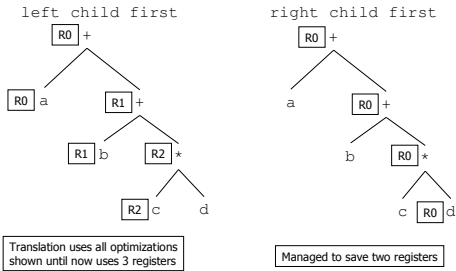 left child first right child first
R0 + R0 +
R0 a R1 + a R0 +
R1 b R2 * b R0 *
R2 c d c R0 d
Translation uses all optimizations
shown until now uses 3 registers
Managed to save two registers